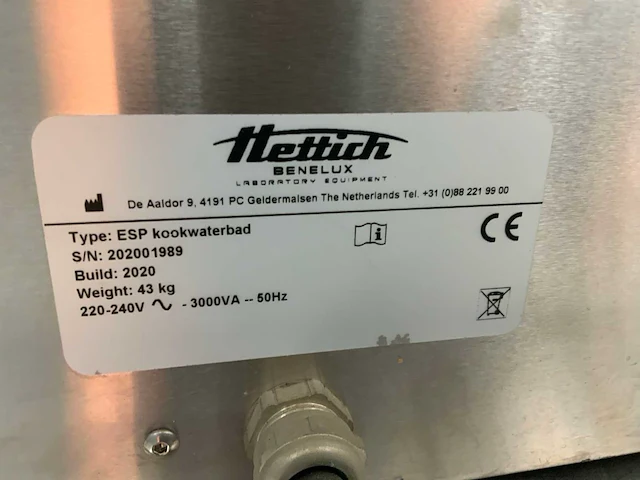 Hettich
BENELUX
LABORATORY EQUIPMENT
De Aaldor 9, 4191 PC Geldermalsen The Netherlands Tel. +31 (0)88 221 99 00
Type: ESP kookwaterbad
S/N: 202001989
Build: 2020
Weight: 43 kg
220-240V ~ - 3000VA -- 50Hz
i
CE